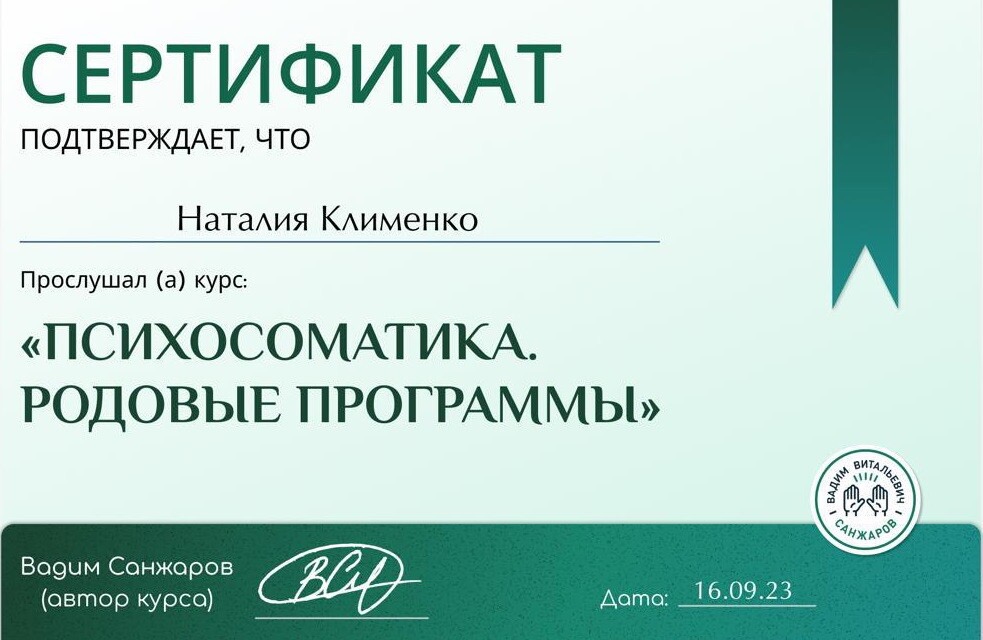 СЕРТИФИКАТ
ПОДТВЕРЖДАЕТ, ЧТО
Наталия Клименко
Прослушал (а) курс:
«ПСИХОСОМАТИКА.
РОДОВЫЕ ПРОГРАММЫ»
ВАДИМ ВИТАЛЬЕВИЧ
САНЖАРОВ
Вадим Санжаров
(автор курса)
Дата: 16.09.23